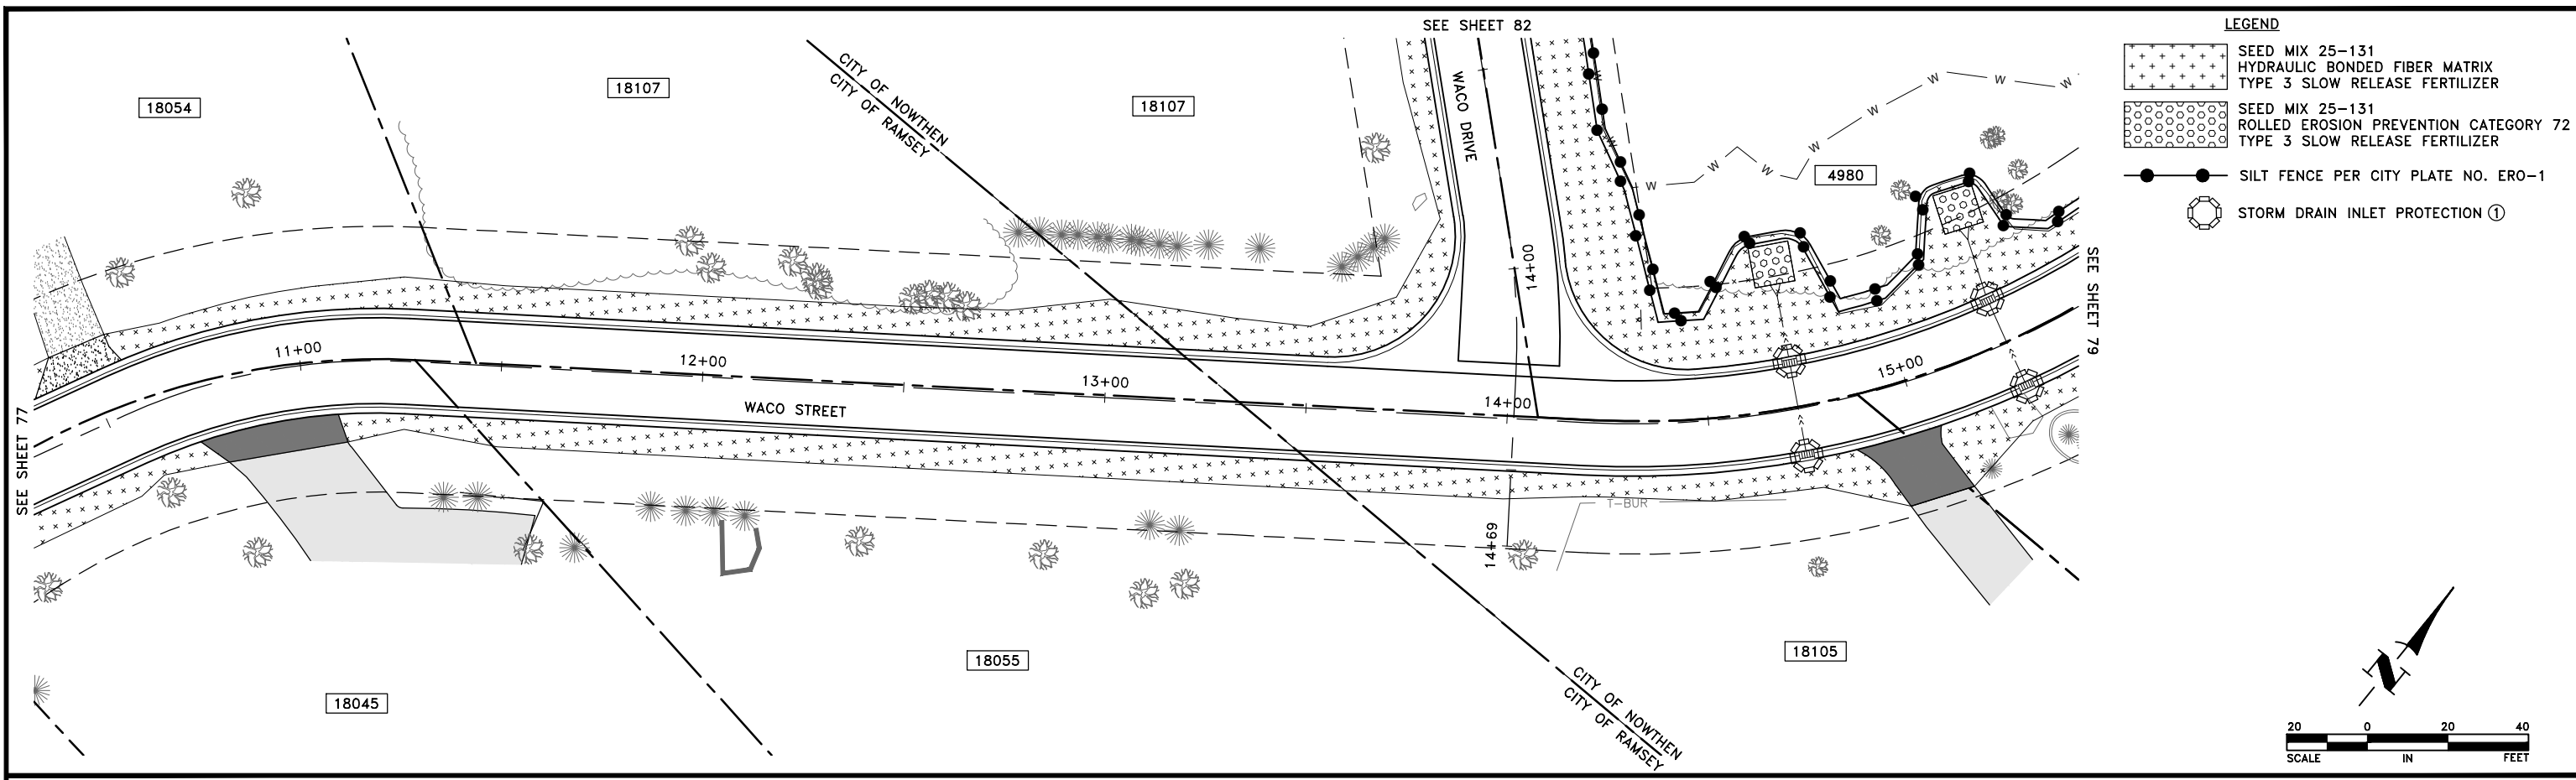 SEE SHEET 82
LEGEND
SEED MIX 25-131
HYDRAULIC BONDED FIBER MATRIX
TYPE 3 SLOW RELEASE FERTILIZER
SEED MIX 25-131
ROLLED EROSION PREVENTION CATEGORY 72
TYPE 3 SLOW RELEASE FERTILIZER
SILT FENCE PER CITY PLATE NO. ERO-1
STORM DRAIN INLET PROTECTION ①
18054
18107
CITY OF NOWTHEN
CITY OF RAMSEY
18107
WACO DRIVE
W
W
W
W
W
W
W
W
W
W
W
4980
14+00
SEE SHEET 79
11+00
12+00
13+00
14+00
15+00
WACO STREET
SEE SHEET 77
T-BUR
14+69
18055
18105
18045
CITY OF NOWTHEN
CITY OF RAMSEY
N
20 0 20 40
SCALE IN FEET